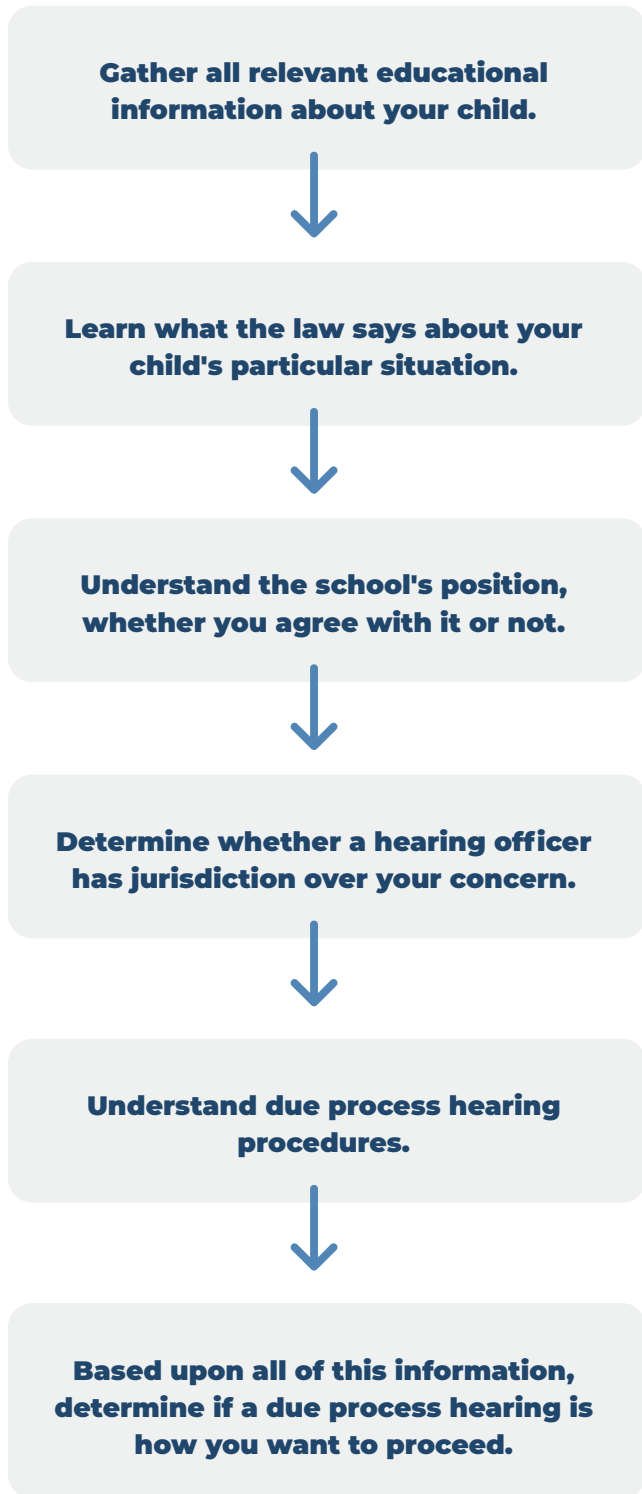 Gather all relevant educational
information about your child.
Learn what the law says about your
child's particular situation.
Understand the school's position,
whether you agree with it or not.
Determine whether a hearing officer
has jurisdiction over your concern.
Understand due process hearing
procedures.
Based upon all of this information,
determine if a due process hearing is
how you want to proceed.